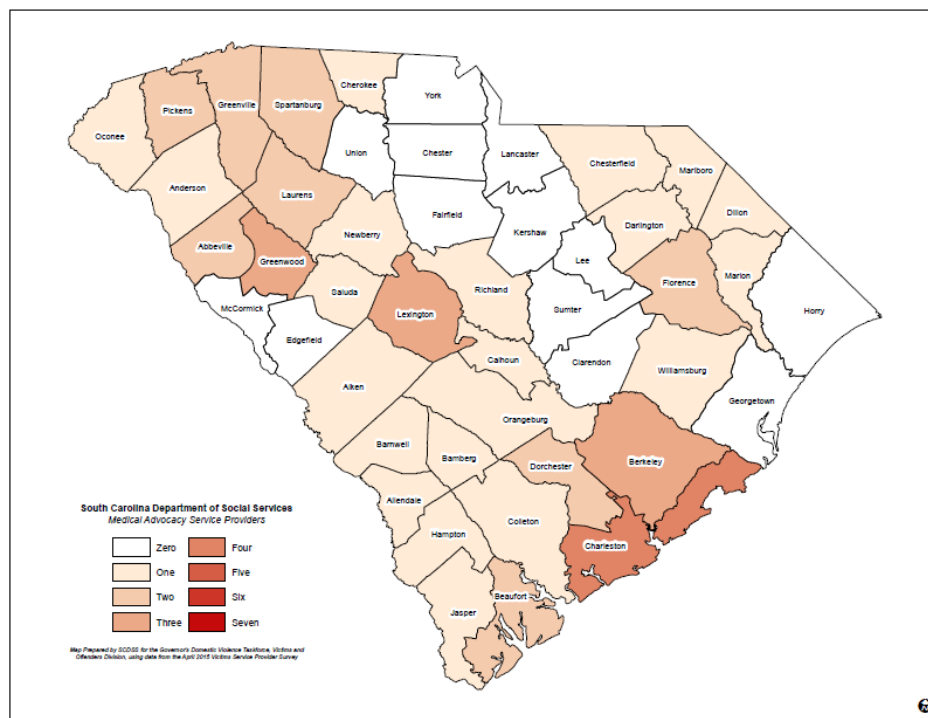 Cherokee
York
Greenville
Spartanburg
Pickens
Oconee
Union
Chester
Lancaster
Chesterfield
Marlboro
Anderson
Laurens
Fairfield
Dillon
Darlington
Newberry
Kershaw
Abbeville
Greenwood
Lee
Saluda
Richland
Florence
Marion
McCormick
Lexington
Sumter
Horry
Edgefield
Calhoun
Clarendon
Williamsburg
Aiken
Georgetown
Orangeburg
Barnwell
Bamberg
Berkeley
Dorchester
Allendale
Colleton
Hampton
Charleston
Beaufort
Jasper
South Carolina Department of Social Services
Medical Advocacy Service Providers
Zero
Four
One
Five
Two
Six
Three
Seven
Map Prepared by SCDSS for the Governor's Domestic Violence Taskforce, Victims and
Offenders Division, using data from the April 2015 Victims Service Provider Survey